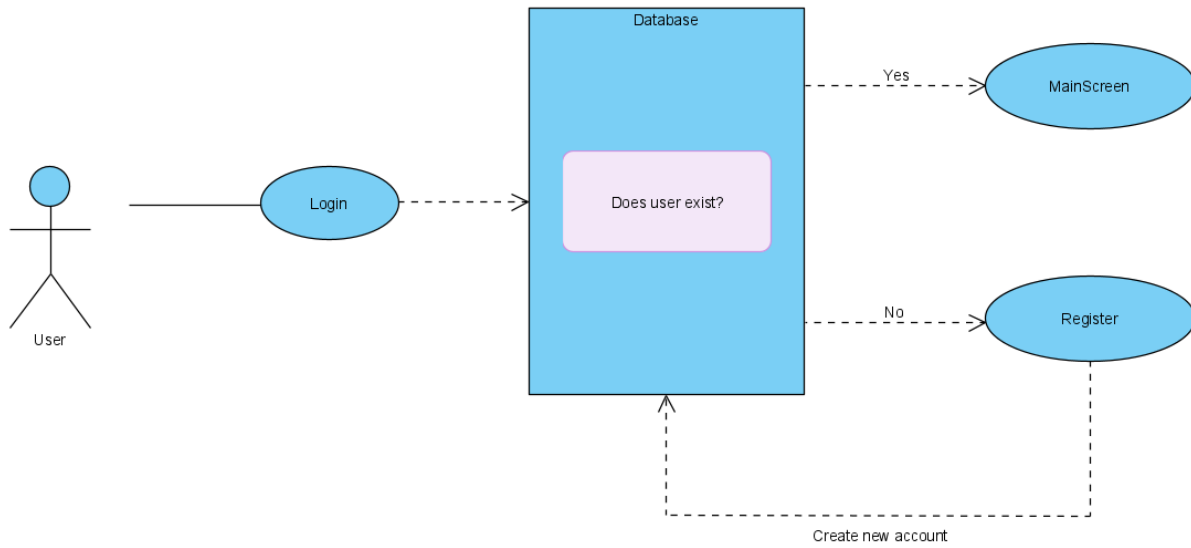 Database
Yes
MainScreen
Login
Does user exist?
No
Register
User
Create new account